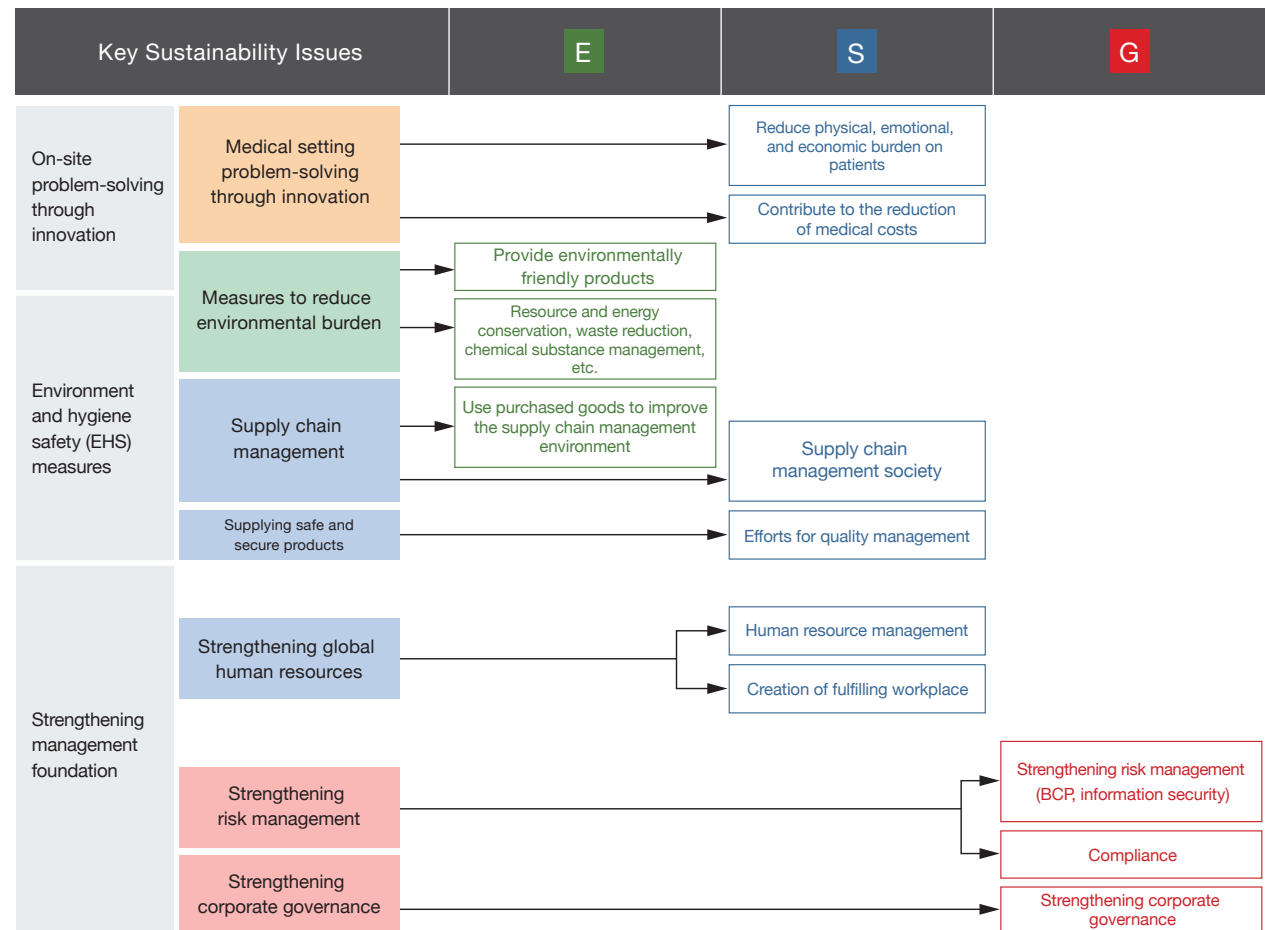 Key Sustainability Issues
E
S
G
On-site
problem-solving
through
innovation
Medical setting
problem-solving
through innovation
Reduce physical, emotional,
and economic burden on
patients
Contribute to the reduction
of medical costs
Measures to reduce
environmental burden
Provide environmentally
friendly products
Resource and energy
conservation, waste reduction,
chemical substance management,
etc.
Environment
and hygiene
safety (EHS)
measures
Supply chain
management
Use purchased goods to improve
the supply chain management
environment
Supply chain
management society
Supplying safe and
secure products
Efforts for quality management
Strengthening
management
foundation
Strengthening global
human resources
Human resource management
Creation of fulfilling workplace
Strengthening
risk management
Strengthening risk management
(BCP, information security)
Compliance
Strengthening
corporate governance
Strengthening corporate
governance